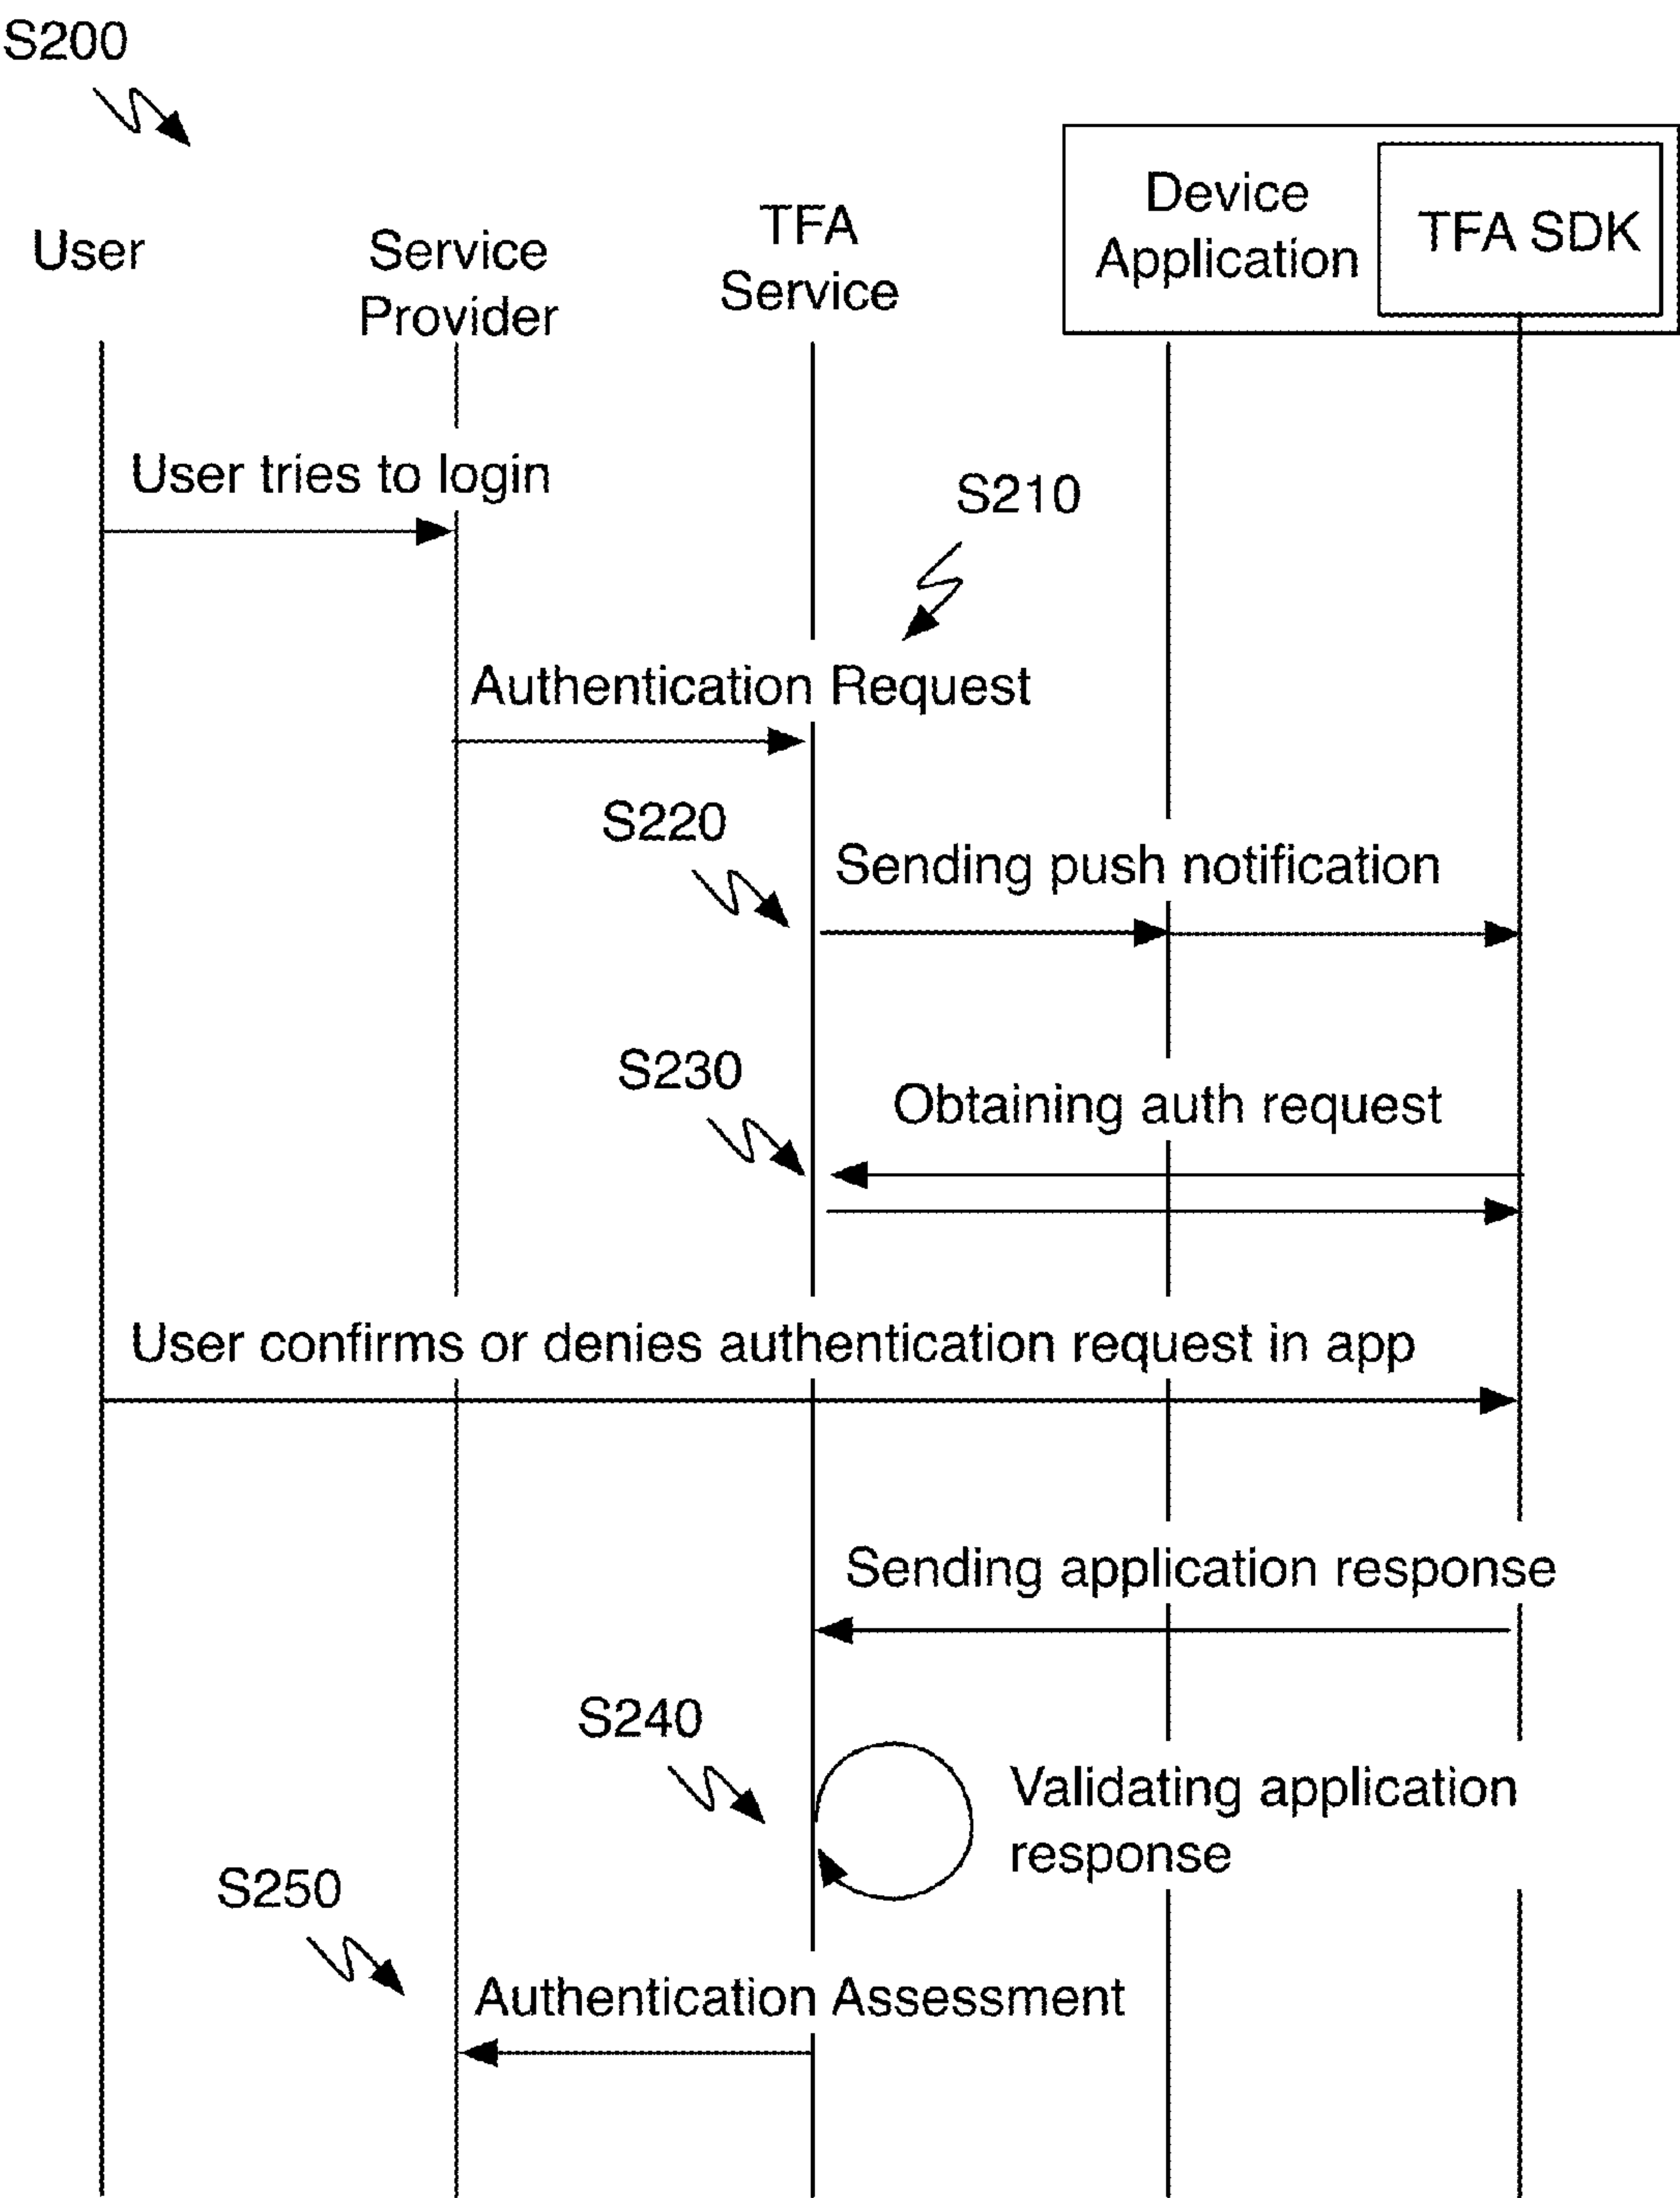 S200
User
Service
Provider
TFA
Service
Device
Application
TFA SDK
User tries to login
S210
Authentication Request
S220
Sending push notification
S230
Obtaining auth request
User confirms or denies authentication request in app
Sending application response
S240
Validating application
response
S250
Authentication Assessment